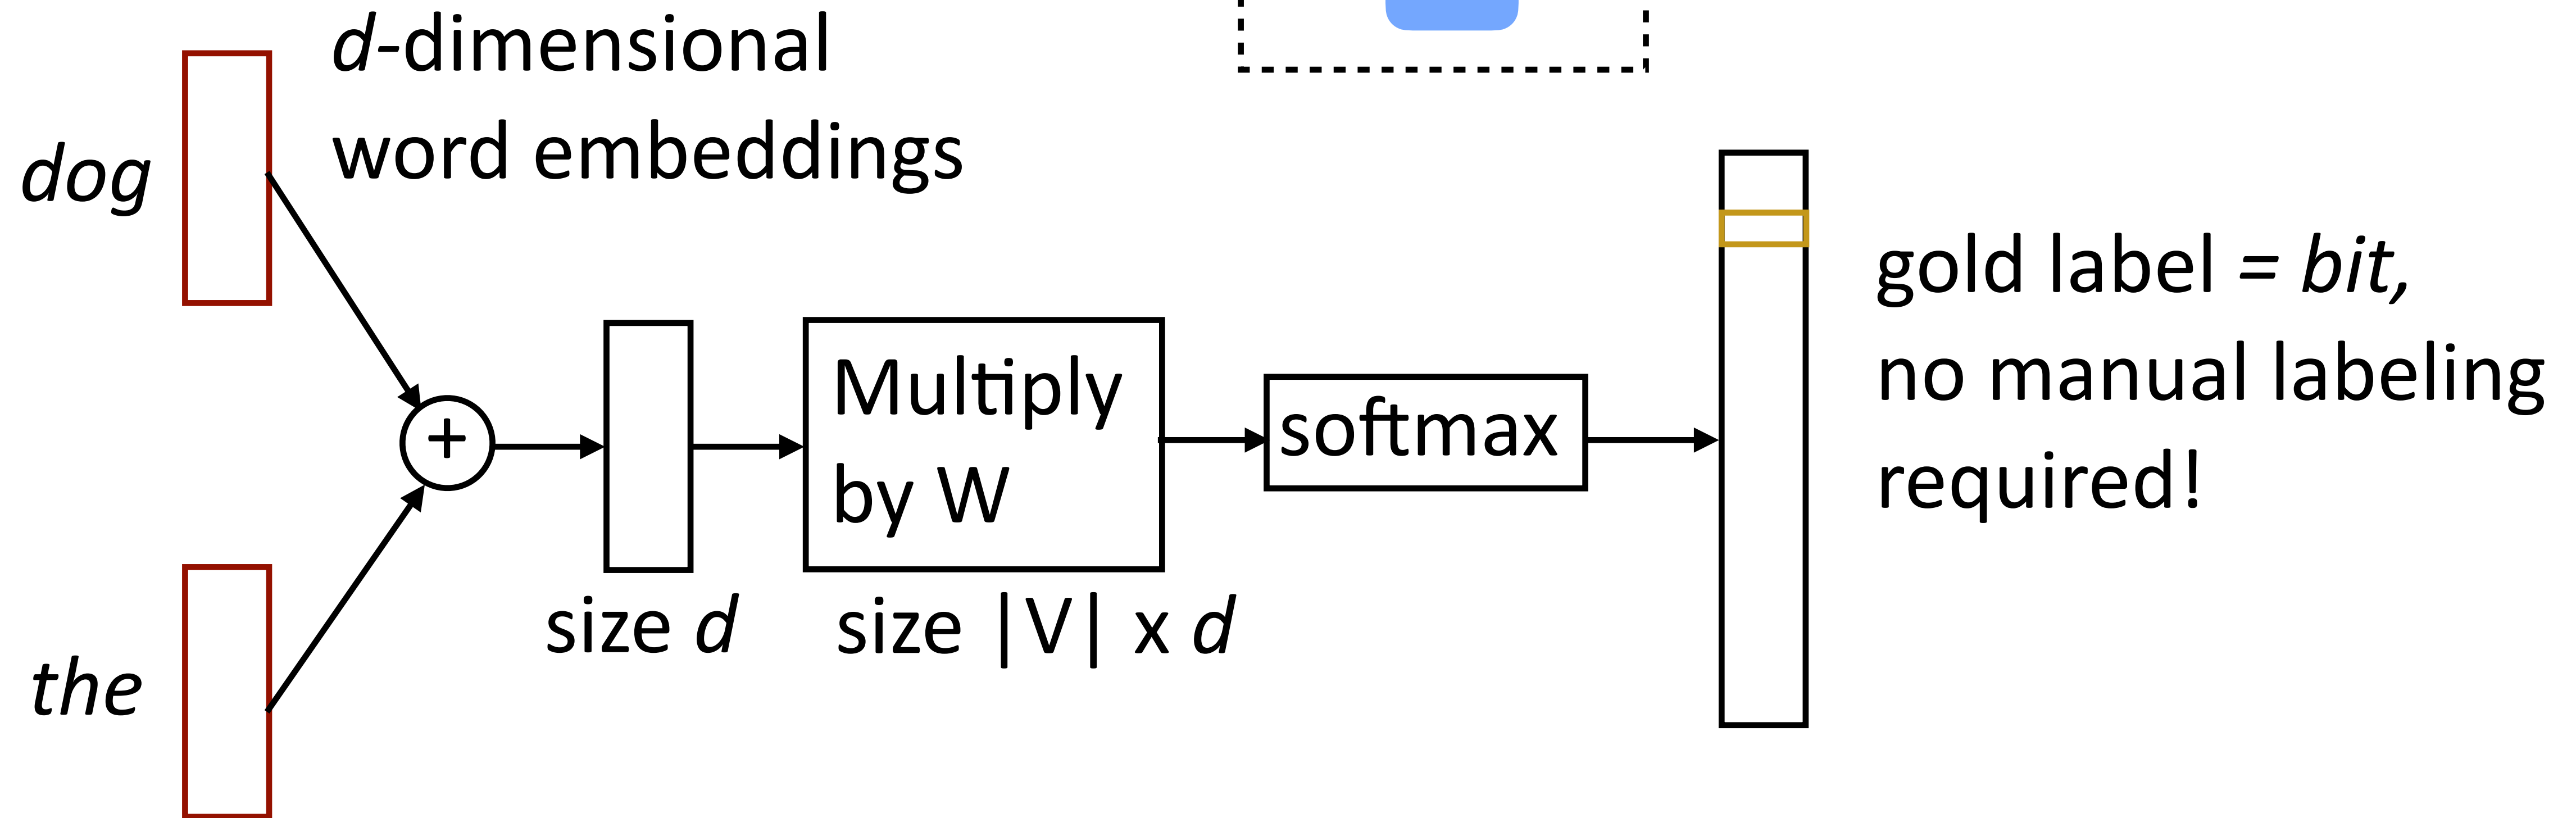 d-dimensional
word embeddings
dog
the
+
size d
Multiply
by W
size |V| x d
softmax
gold label = bit,
no manual labeling
required!